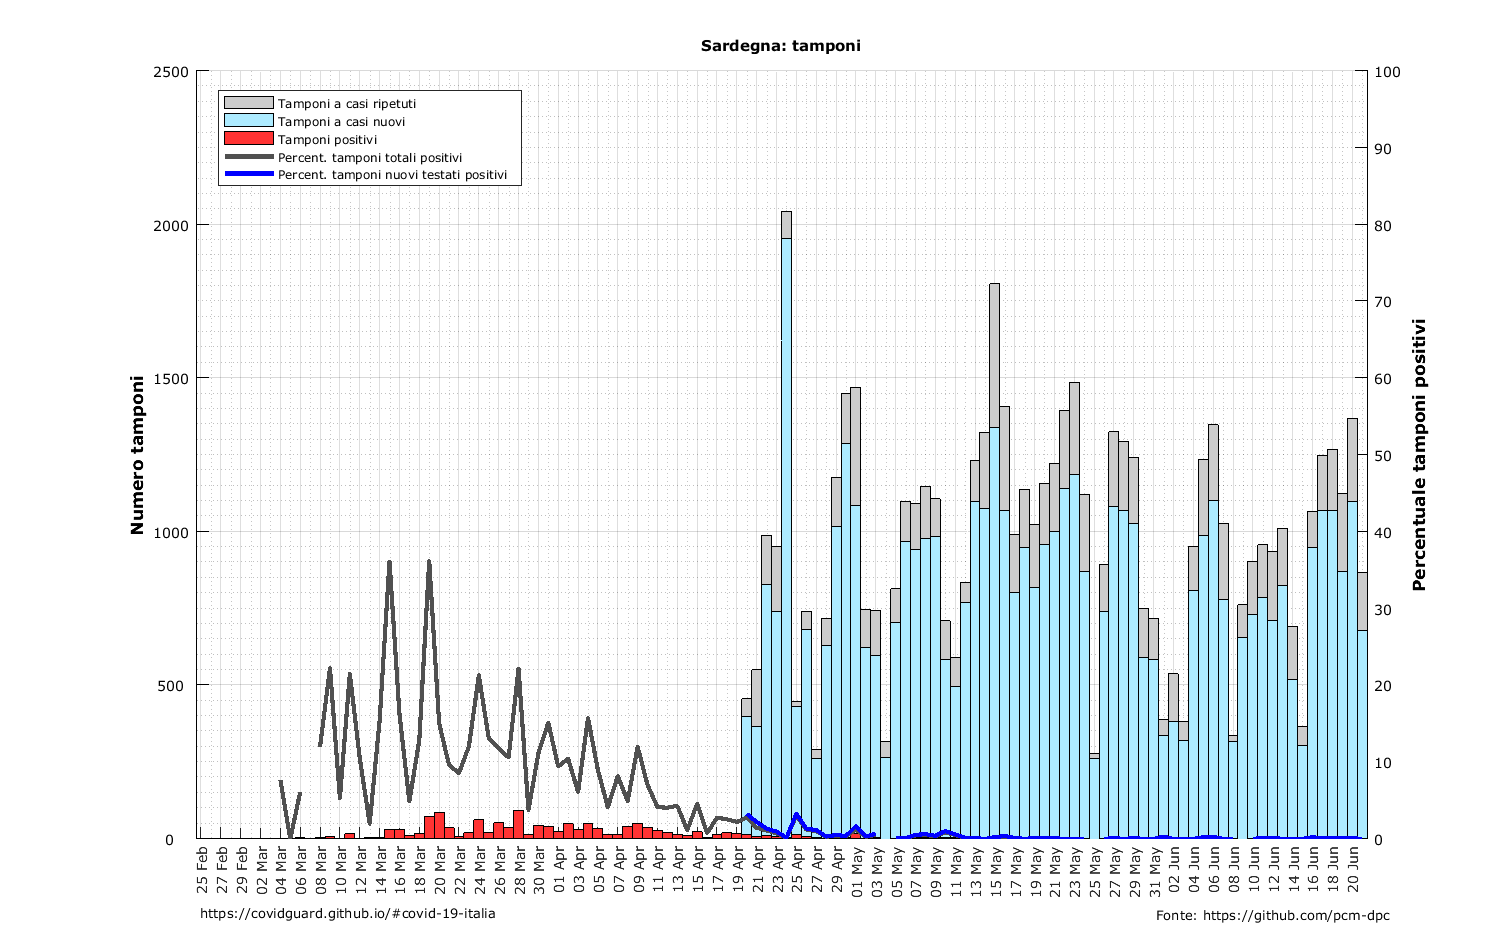 Sardegna: tamponi
2500
2000
1500
1000
500
0
Numero tamponi
Tamponi a casi ripetuti
Tamponi a casi nuovi
Tamponi positivi
Percent. tamponi totali positivi
Percent. tamponi nuovi testati positivi
100
90
80
70
60
50
40
30
20
10
0
Percentuale tamponi positivi
25 Feb
27 Feb
29 Feb
02 Mar
04 Mar
06 Mar
08 Mar
10 Mar
12 Mar
14 Mar
16 Mar
18 Mar
20 Mar
22 Mar
24 Mar
26 Mar
28 Mar
30 Mar
01 Apr
03 Apr
05 Apr
07 Apr
09 Apr
11 Apr
13 Apr
15 Apr
17 Apr
19 Apr
21 Apr
23 Apr
25 Apr
27 Apr
29 Apr
01 May
03 May
05 May
07 May
09 May
11 May
13 May
15 May
17 May
19 May
21 May
23 May
25 May
27 May
29 May
31 May
02 Jun
04 Jun
06 Jun
08 Jun
10 Jun
12 Jun
14 Jun
16 Jun
18 Jun
20 Jun
https://covidguard.github.io/#covid-19-italia
Fonte: https://github.com/pcm-dpc